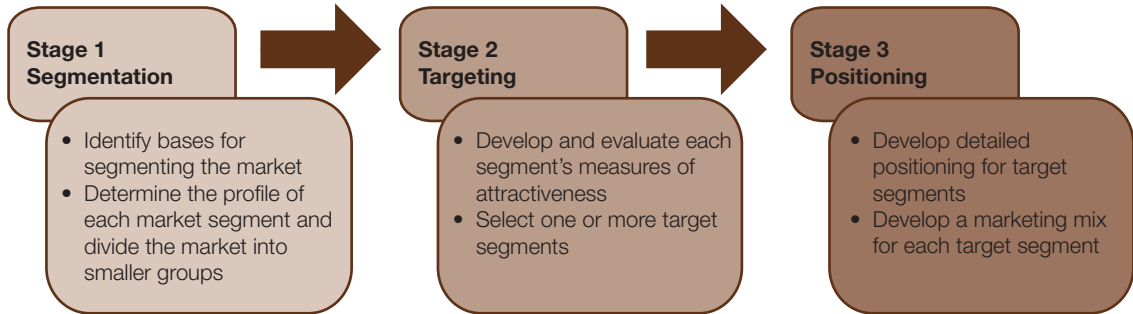 Stage 1
Segmentation
• Identify bases for
segmenting the market
• Determine the profile of
each market segment and
divide the market into
smaller groups
Stage 2
Targeting
• Develop and evaluate each
segment’s measures of
attractiveness
• Select one or more target
segments
Stage 3
Positioning
• Develop detailed
positioning for target
segments
• Develop a marketing mix
for each target segment